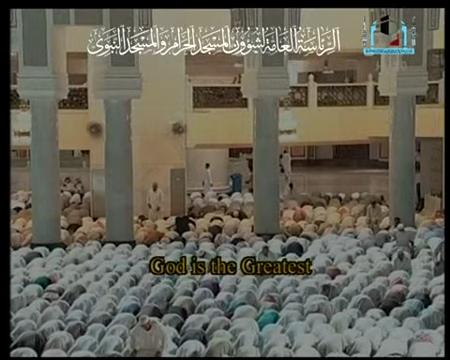 الرئاسة العامة لشؤون المسجد الحرام والمسجد النبوي
God is the Greatest